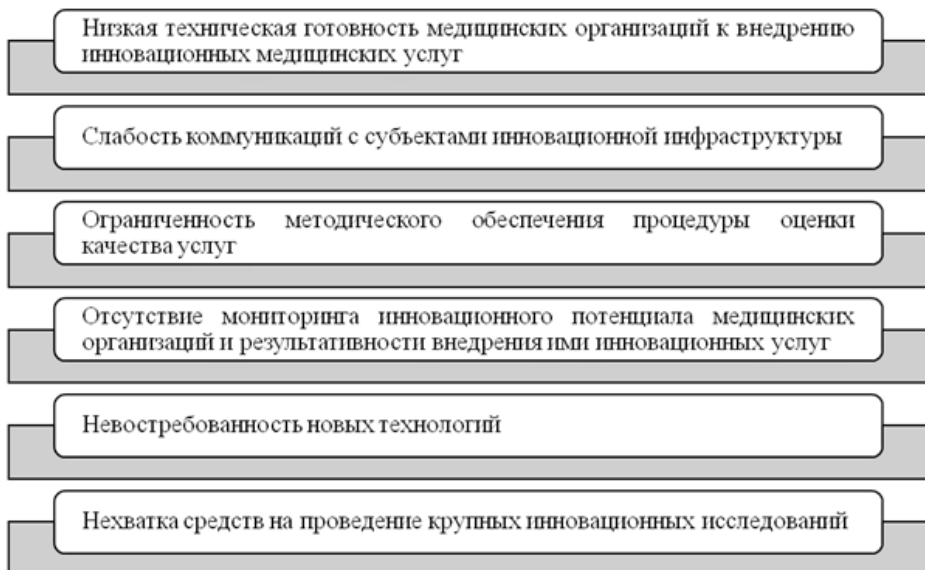 Низкая техническая готовность медицинских организаций к внедрению
инновационных медицинских услуг
Слабость коммуникаций с субъектами инновационной инфраструктуры
Ограниченность методического обеспечения процедуры оценки
качества услуг
Отсутствие мониторинга инновационного потенциала медицинских
организаций и результативности внедрения ими инновационных услуг
Невостребованность новых технологий
Нехватка средств на проведение крупных инновационных исследований